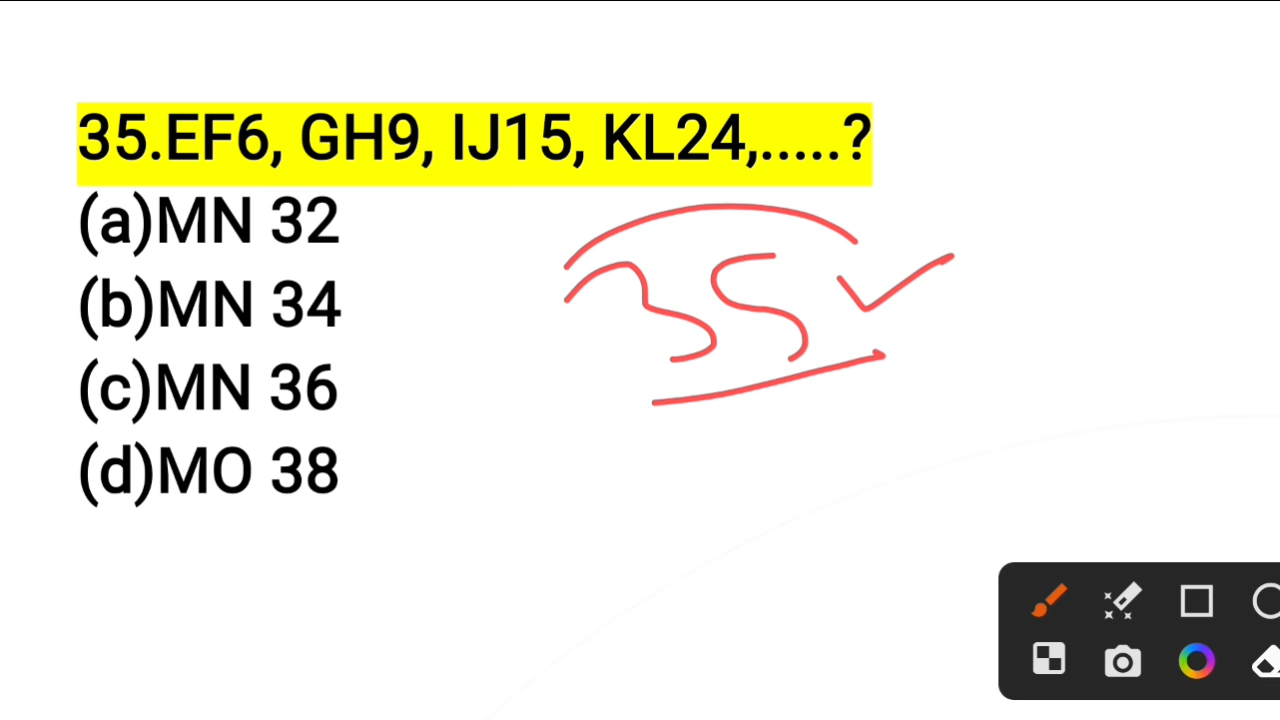 35.EF6, GH9, IJ15, KL24,.....?
(a)MN 32
(b)MN 34
35
(c)MN 36
(d)MO 38